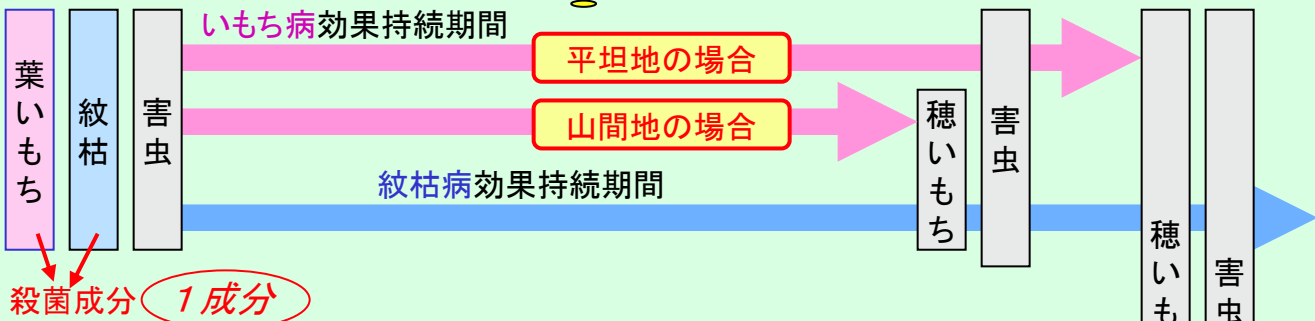 いもち病効果持続期間
葉いもち
紋枯
害虫
平坦地の場合
山間地の場合
穂いもち
害虫
紋枯病効果持続期間
穂いも
害虫
殺菌成分
1成分